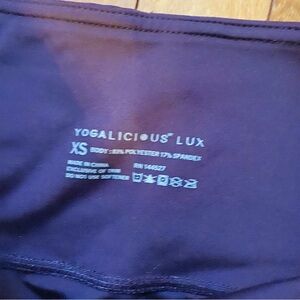 YOGALICIOUS™ LUX
XS BODY : 83% POLYESTER 17% SPANDEX
MADE IN CHINA RN 144527
EXCLUSIVE OF TRIM
DO NOT USE SOFTENER